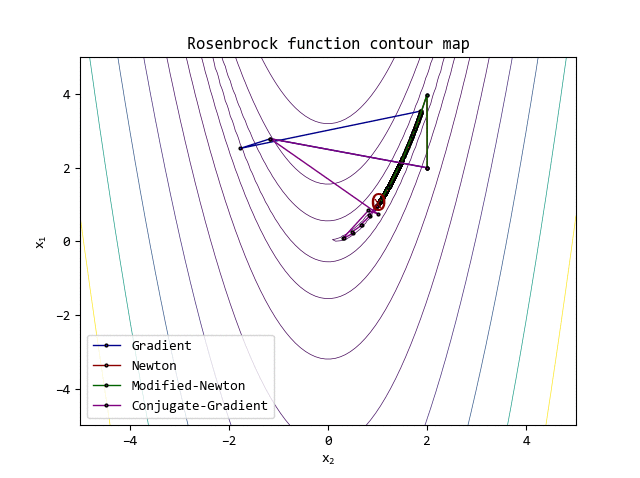 Rosenbrock function contour map
4
2
0
−2
−4
x₁
Gradient
Newton
Modified-Newton
Conjugate-Gradient
−4
−2
0
2
4
x₂